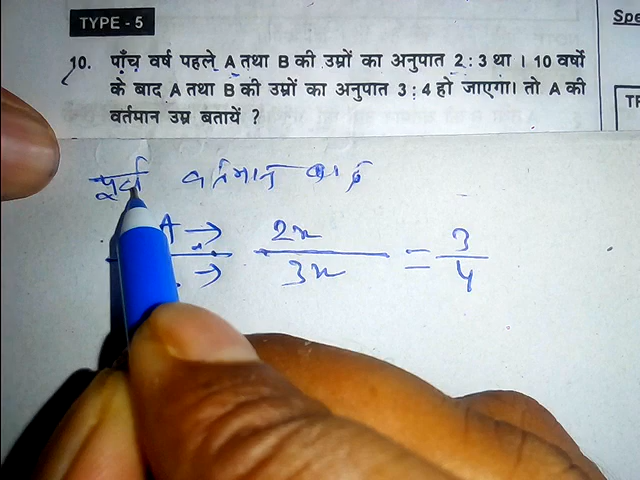 TYPE - 5
Spe
10. पाँच वर्ष पहले A तथा B की उम्रों का अनुपात 2 : 3 था । 10 वर्षो
के बाद A तथा B की उम्रों का अनुपात 3 : 4 हो जाएगा। तो A की
वर्तमान उम्र बतायें ?
पूर्व वर्तमान बाद
A → 2x 3
→ 3x = 4